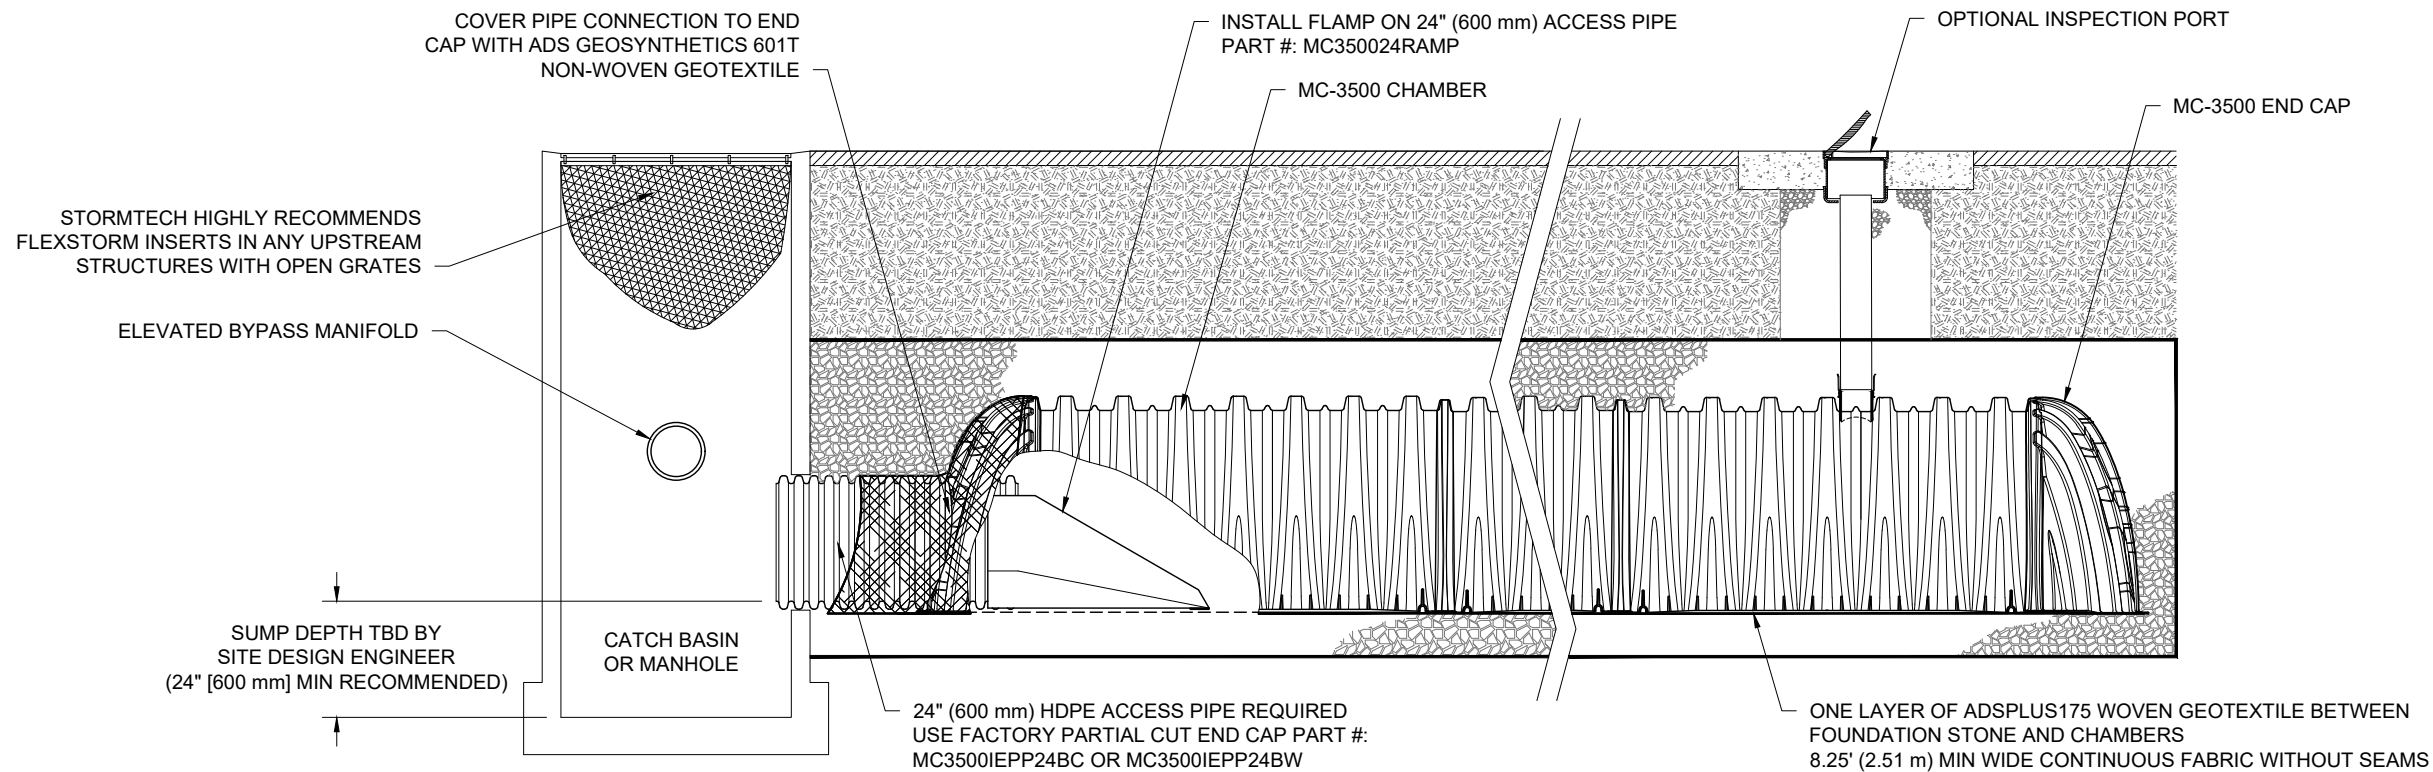 COVER PIPE CONNECTION TO END
CAP WITH ADS GEOSYNTHETICS 601T
NON-WOVEN GEOTEXTILE
INSTALL FLAMP ON 24" (600 mm) ACCESS PIPE
PART #: MC350024RAMP
MC-3500 CHAMBER
OPTIONAL INSPECTION PORT
MC-3500 END CAP
STORMTECH HIGHLY RECOMMENDS
FLEXSTORM INSERTS IN ANY UPSTREAM
STRUCTURES WITH OPEN GRATES
ELEVATED BYPASS MANIFOLD
SUMP DEPTH TBD BY
SITE DESIGN ENGINEER
(24" [600 mm] MIN RECOMMENDED)
CATCH BASIN
OR MANHOLE
24" (600 mm) HDPE ACCESS PIPE REQUIRED
USE FACTORY PARTIAL CUT END CAP PART #:
MC3500IEPP24BC OR MC3500IEPP24BW
ONE LAYER OF ADSPLUS175 WOVEN GEOTEXTILE BETWEEN
FOUNDATION STONE AND CHAMBERS
8.25' (2.51 m) MIN WIDE CONTINUOUS FABRIC WITHOUT SEAMS